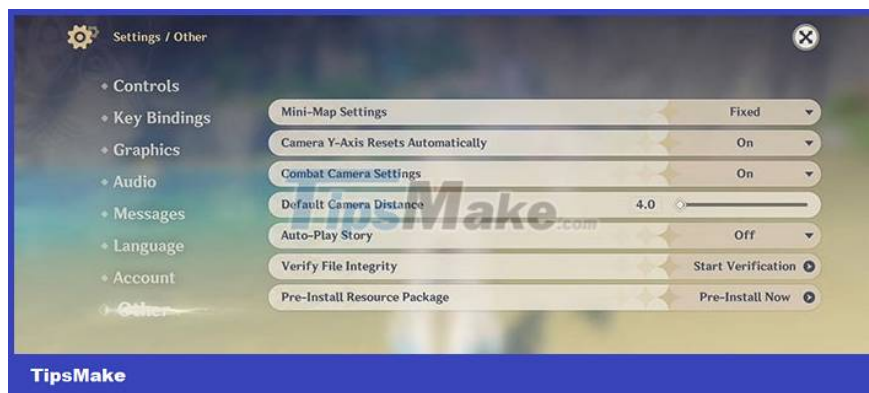 Settings / Other
Controls
Key Bindings
Graphics
Audio
Messages
Language
Account
Other
Mini-Map Settings Fixed
Camera Y-Axis Resets Automatically On
Combat Camera Settings On
Default Camera Distance 4.0
Auto-Play Story Off
Verify File Integrity Start Verification
Pre-Install Resource Package Pre-Install Now
TipsMake.com
TipsMake